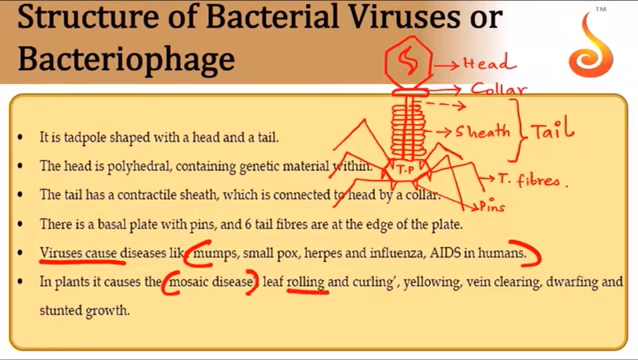 Structure of Bacterial Viruses or
Bacteriophage
TM
Head
Collar
Sheath
Tail
T.P
T. fibres.
Pins
It is tadpole shaped with a head and a tail.
The head is polyhedral, containing genetic material within.
The tail has a contractile sheath, which is connected to head by a collar.
There is a basal plate with pins, and 6 tail fibres are at the edge of the plate.
Viruses cause diseases like mumps, small pox, herpes and influenza, AIDS in humans.
In plants it causes the mosaic disease, leaf rolling and curling', yellowing, vein clearing, dwarfing and
stunted growth.